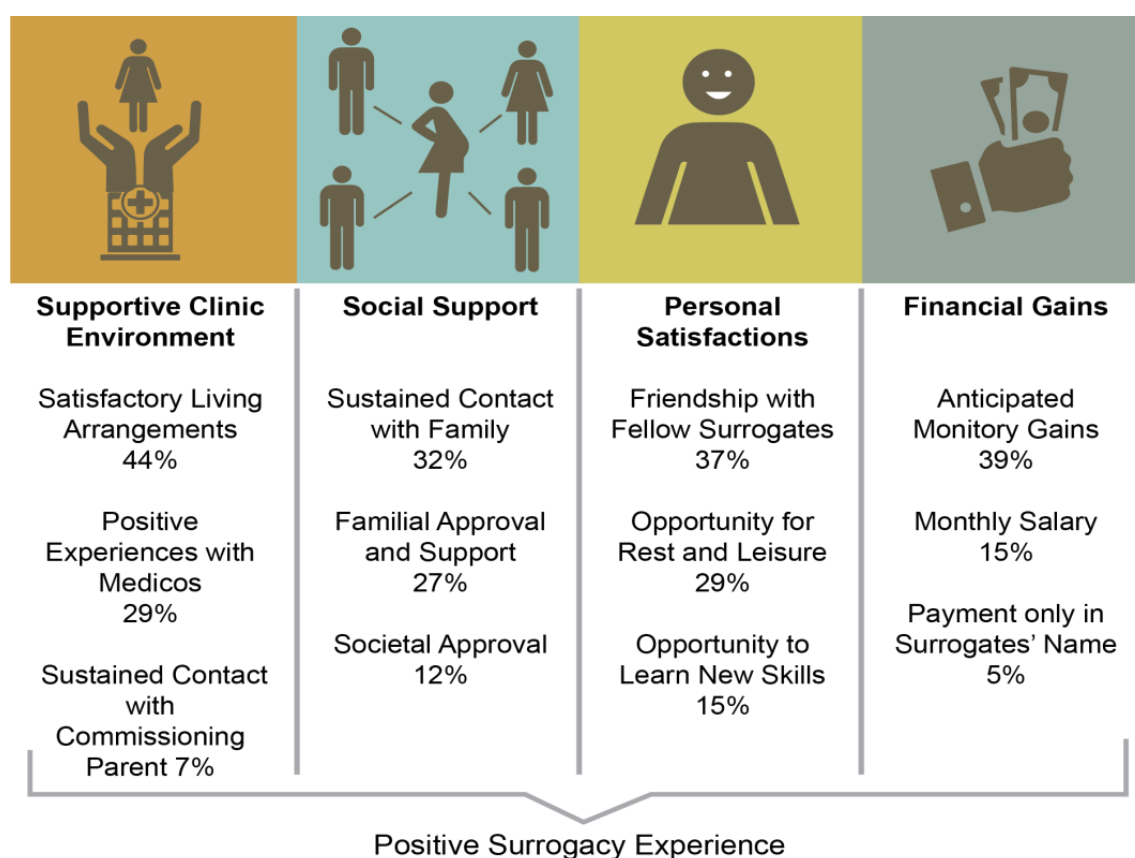 Supportive Clinic
Environment
Satisfactory Living
Arrangements
44%
Positive
Experiences with
Medicos
29%
Sustained Contact
with
Commissioning
Parent 7%
Social Support
Sustained Contact
with Family
32%
Familial Approval
and Support
27%
Societal Approval
12%
Personal
Satisfactions
Friendship with
Fellow Surrogates
37%
Opportunity for
Rest and Leisure
29%
Opportunity to
Learn New Skills
15%
Financial Gains
Anticipated
Monitory Gains
39%
Monthly Salary
15%
Payment only in
Surrogates’ Name
5%
Positive Surrogacy Experience